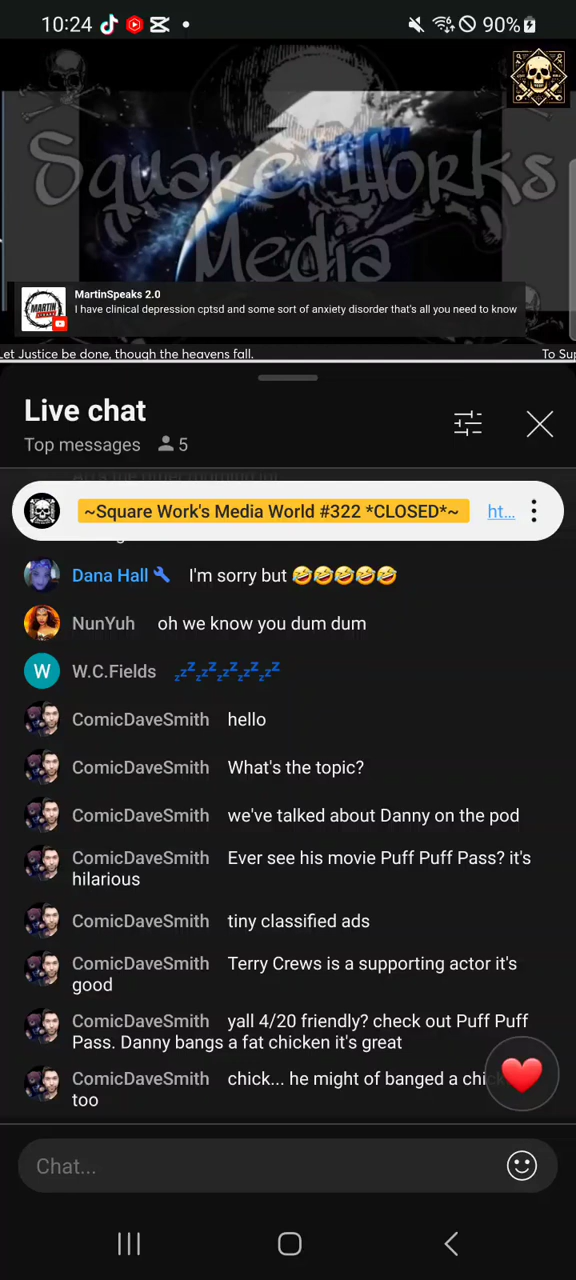 10:24
90%
Square Works
Media
MartinSpeaks 2.0
I have clinical depression cptsd and some sort of anxiety disorder that's all you need to know
Let Justice be done, though the heavens fall. To Sup
Live chat
Top messages 5
~Square Work's Media World #322 *CLOSED*~ ht...
Dana Hall I'm sorry but 🤣🤣🤣🤣🤣
NunYuh oh we know you dum dum
W W.C.Fields 💤💤💤💤💤💤
ComicDaveSmith hello
ComicDaveSmith What's the topic?
ComicDaveSmith we've talked about Danny on the pod
ComicDaveSmith Ever see his movie Puff Puff Pass? it's
hilarious
ComicDaveSmith tiny classified ads
ComicDaveSmith Terry Crews is a supporting actor it's
good
ComicDaveSmith yall 4/20 friendly? check out Puff Puff
Pass. Danny bangs a fat chicken it's great
ComicDaveSmith chick... he might of banged a
too
Chat...